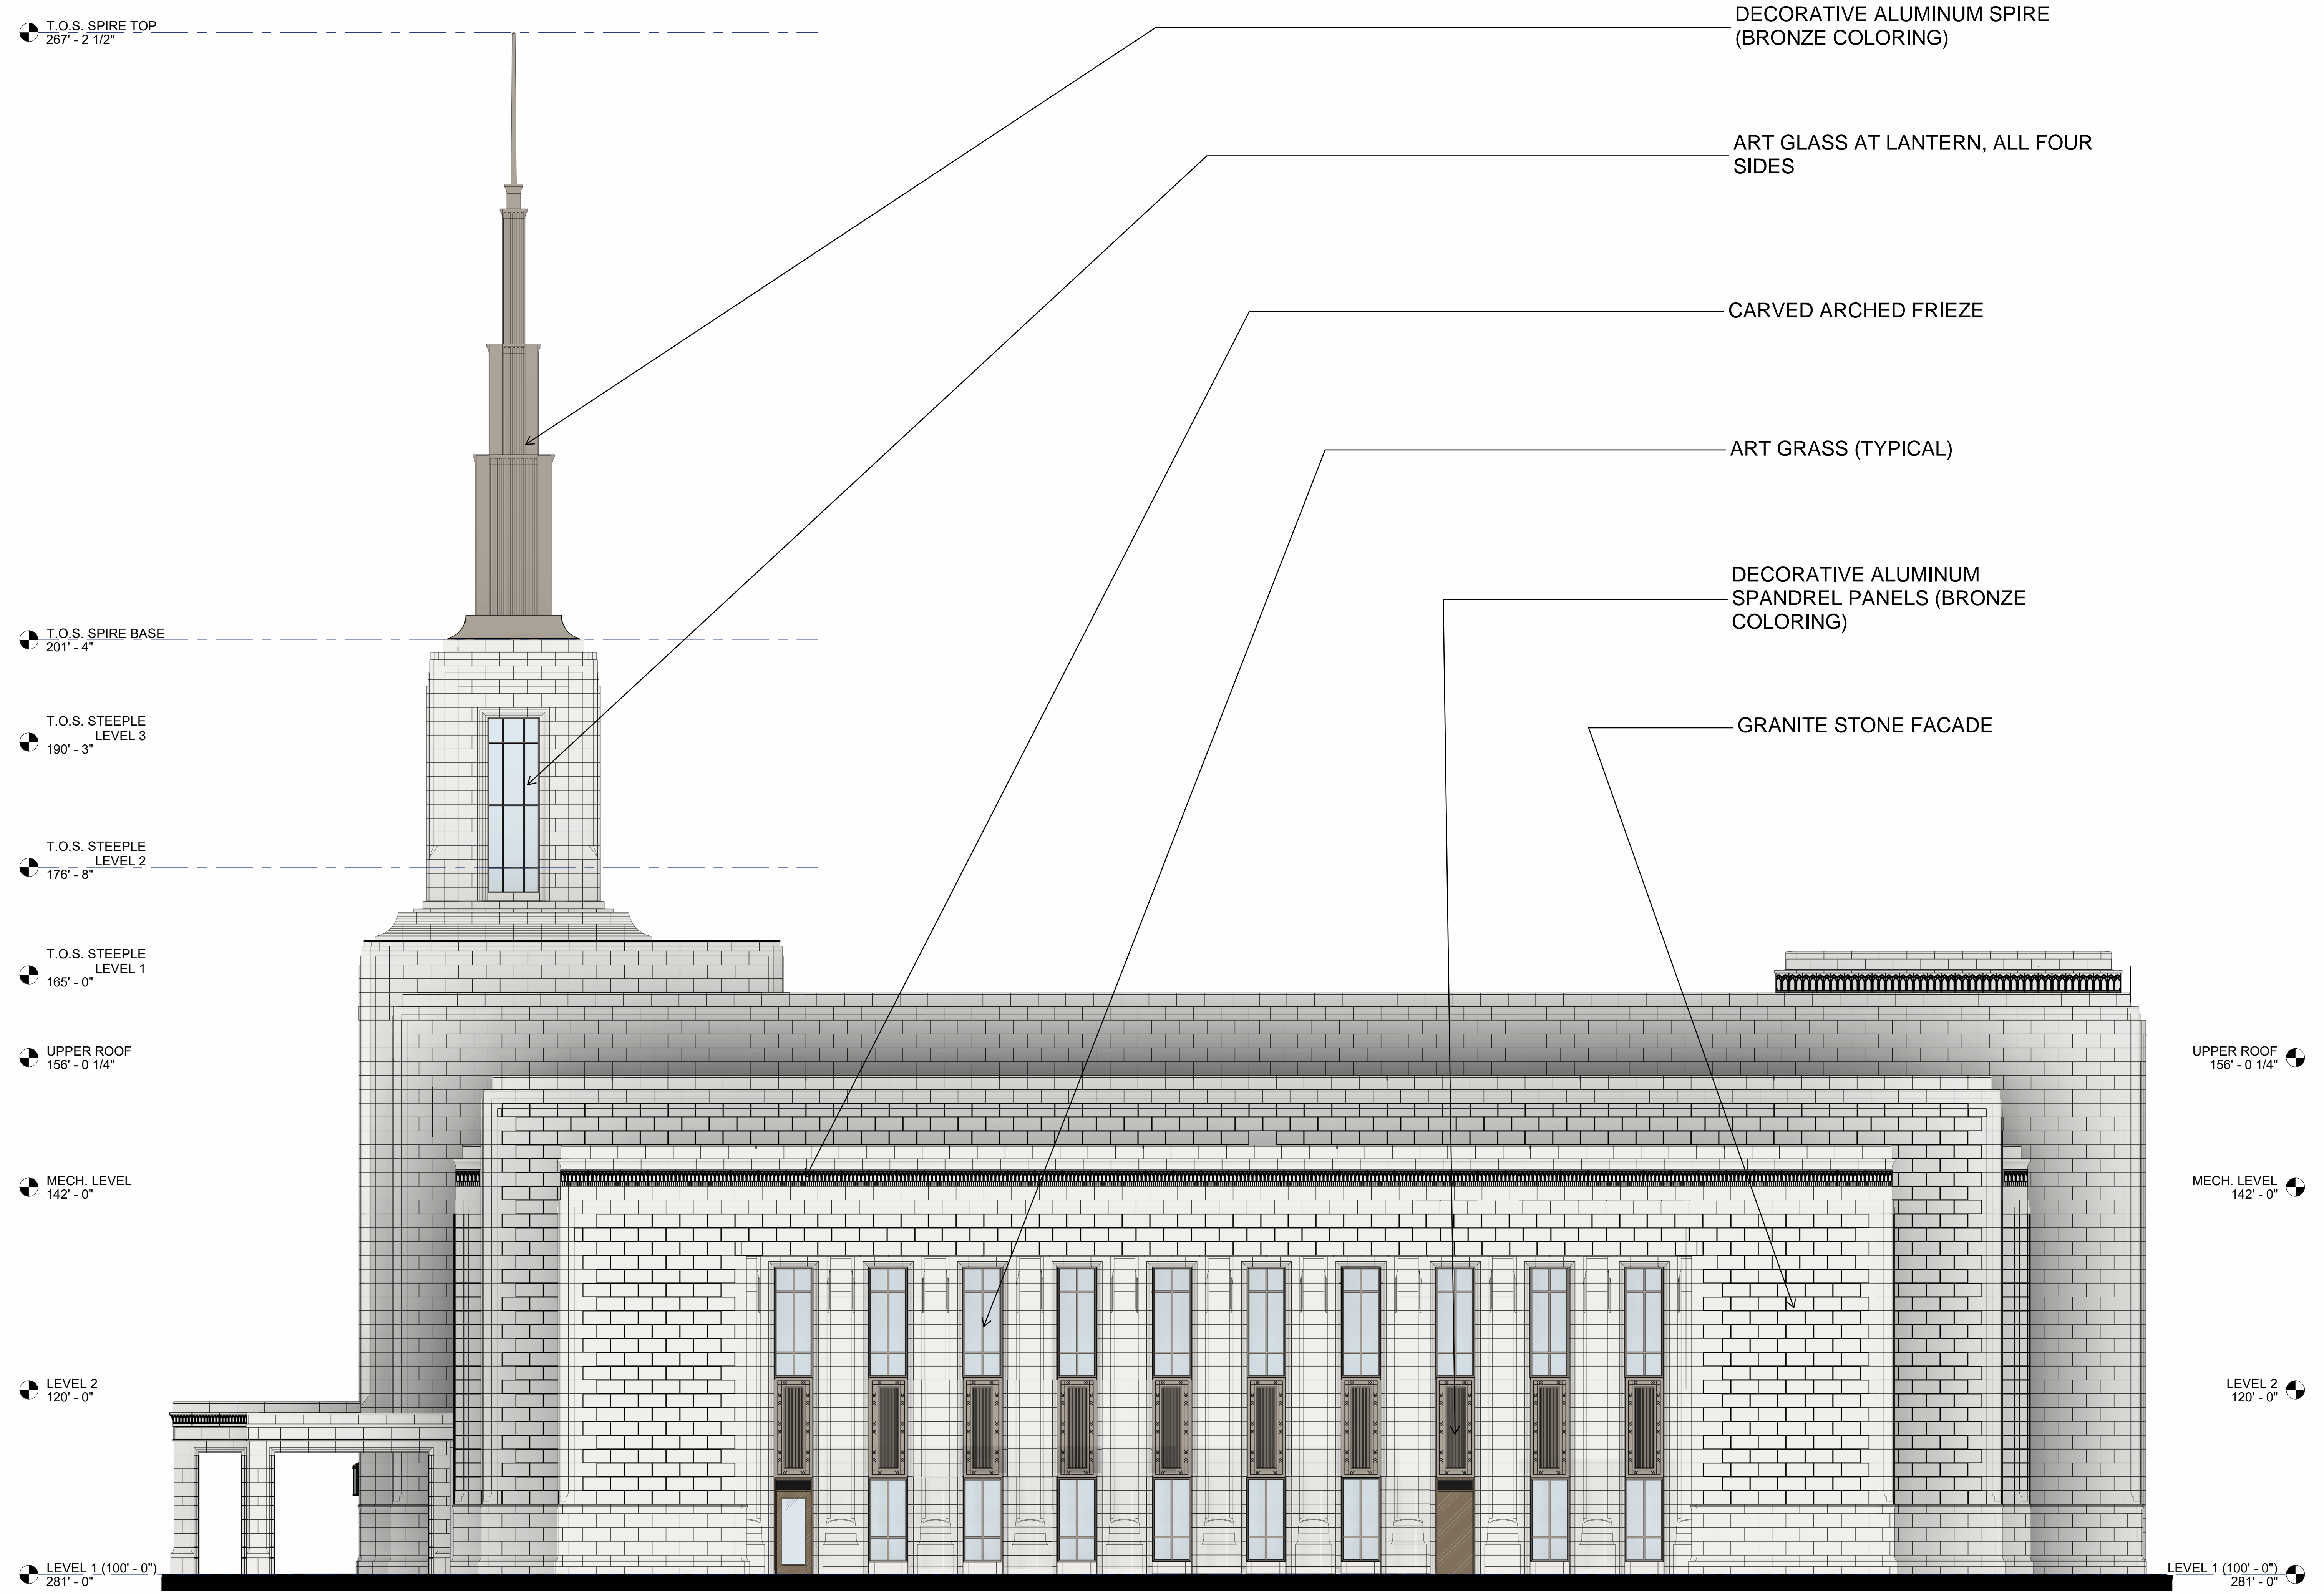 T.O.S. SPIRE TOP
267' - 2 1/2"
DECORATIVE ALUMINUM SPIRE
(BRONZE COLORING)
ART GLASS AT LANTERN, ALL FOUR
SIDES
CARVED ARCHED FRIEZE
ART GRASS (TYPICAL)
DECORATIVE ALUMINUM
SPANDREL PANELS (BRONZE
COLORING)
T.O.S. SPIRE BASE
201' - 4"
GRANITE STONE FACADE
T.O.S. STEEPLE
LEVEL 3
190' - 3"
T.O.S. STEEPLE
LEVEL 2
176' - 8"
T.O.S. STEEPLE
LEVEL 1
165' - 0"
UPPER ROOF
156' - 0 1/4"
UPPER ROOF
156' - 0 1/4"
MECH. LEVEL
142' - 0"
MECH. LEVEL
142' - 0"
LEVEL 2
120' - 0"
LEVEL 2
120' - 0"
LEVEL 1 (100' - 0")
281' - 0"
LEVEL 1 (100' - 0")
281' - 0"